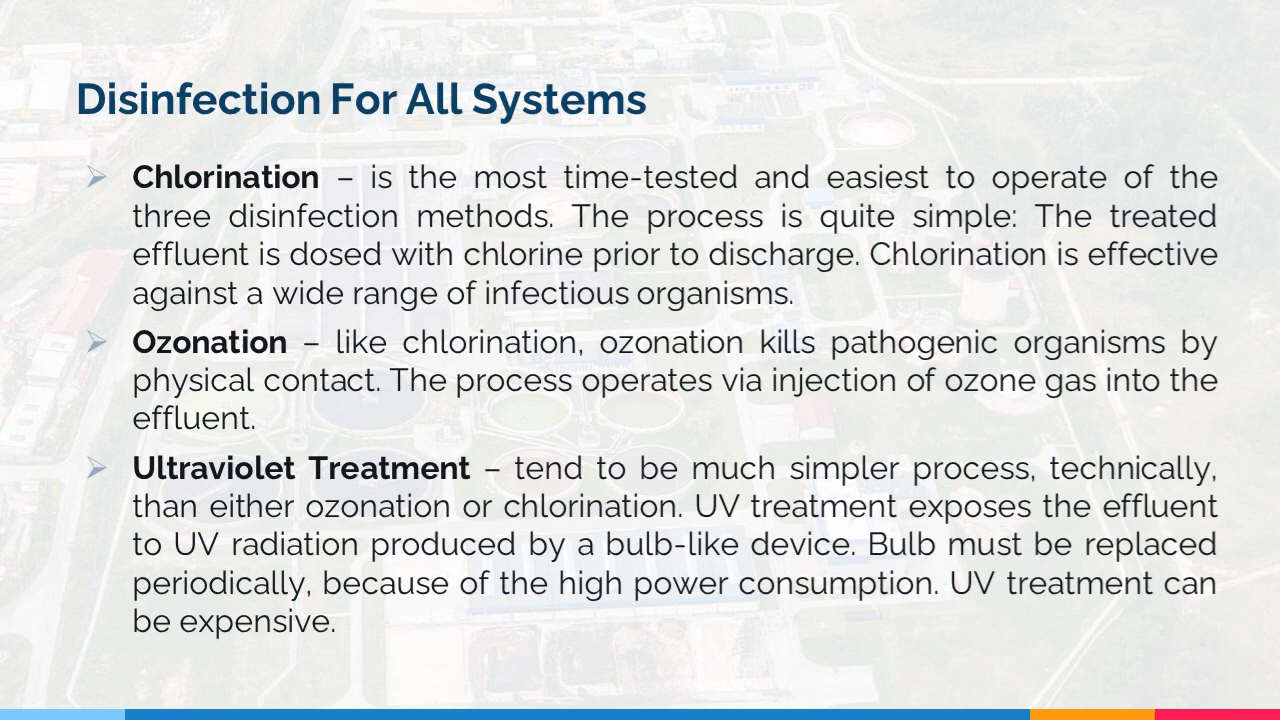 Disinfection For All Systems
Chlorination – is the most time-tested and easiest to operate of the
three disinfection methods. The process is quite simple: The treated
effluent is dosed with chlorine prior to discharge. Chlorination is effective
against a wide range of infectious organisms.
Ozonation – like chlorination, ozonation kills pathogenic organisms by
physical contact. The process operates via injection of ozone gas into the
effluent.
Ultraviolet Treatment – tend to be much simpler process, technically,
than either ozonation or chlorination. UV treatment exposes the effluent
to UV radiation produced by a bulb-like device. Bulb must be replaced
periodically, because of the high power consumption. UV treatment can
be expensive.